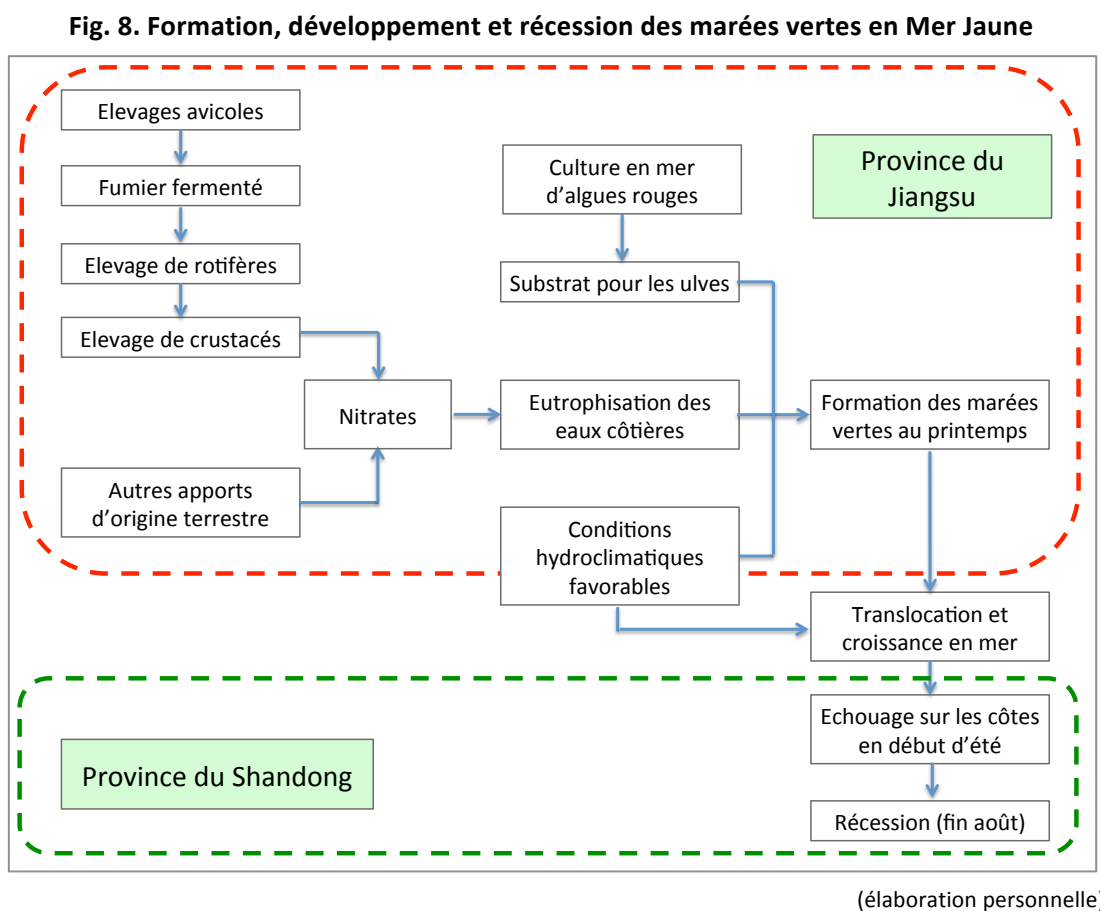 Fig. 8. Formation, développement et récession des marées vertes en Mer Jaune
Elevages avicoles
Fumier fermenté
Elevage de rotifères
Elevage de crustacés
Nitrates
Autres apports
d'origine terrestre
Culture en mer
d'algues rouges
Substrat pour les ulves
Eutrophisation des
eaux côtières
Conditions
hydroclimatiques
favorables
Province du
Jiangsu
Formation des marées
vertes au printemps
Translocation et
croissance en mer
Echouage sur les côtes
en début d'été
Récession (fin août)
Province du Shandong
(élaboration personnelle)